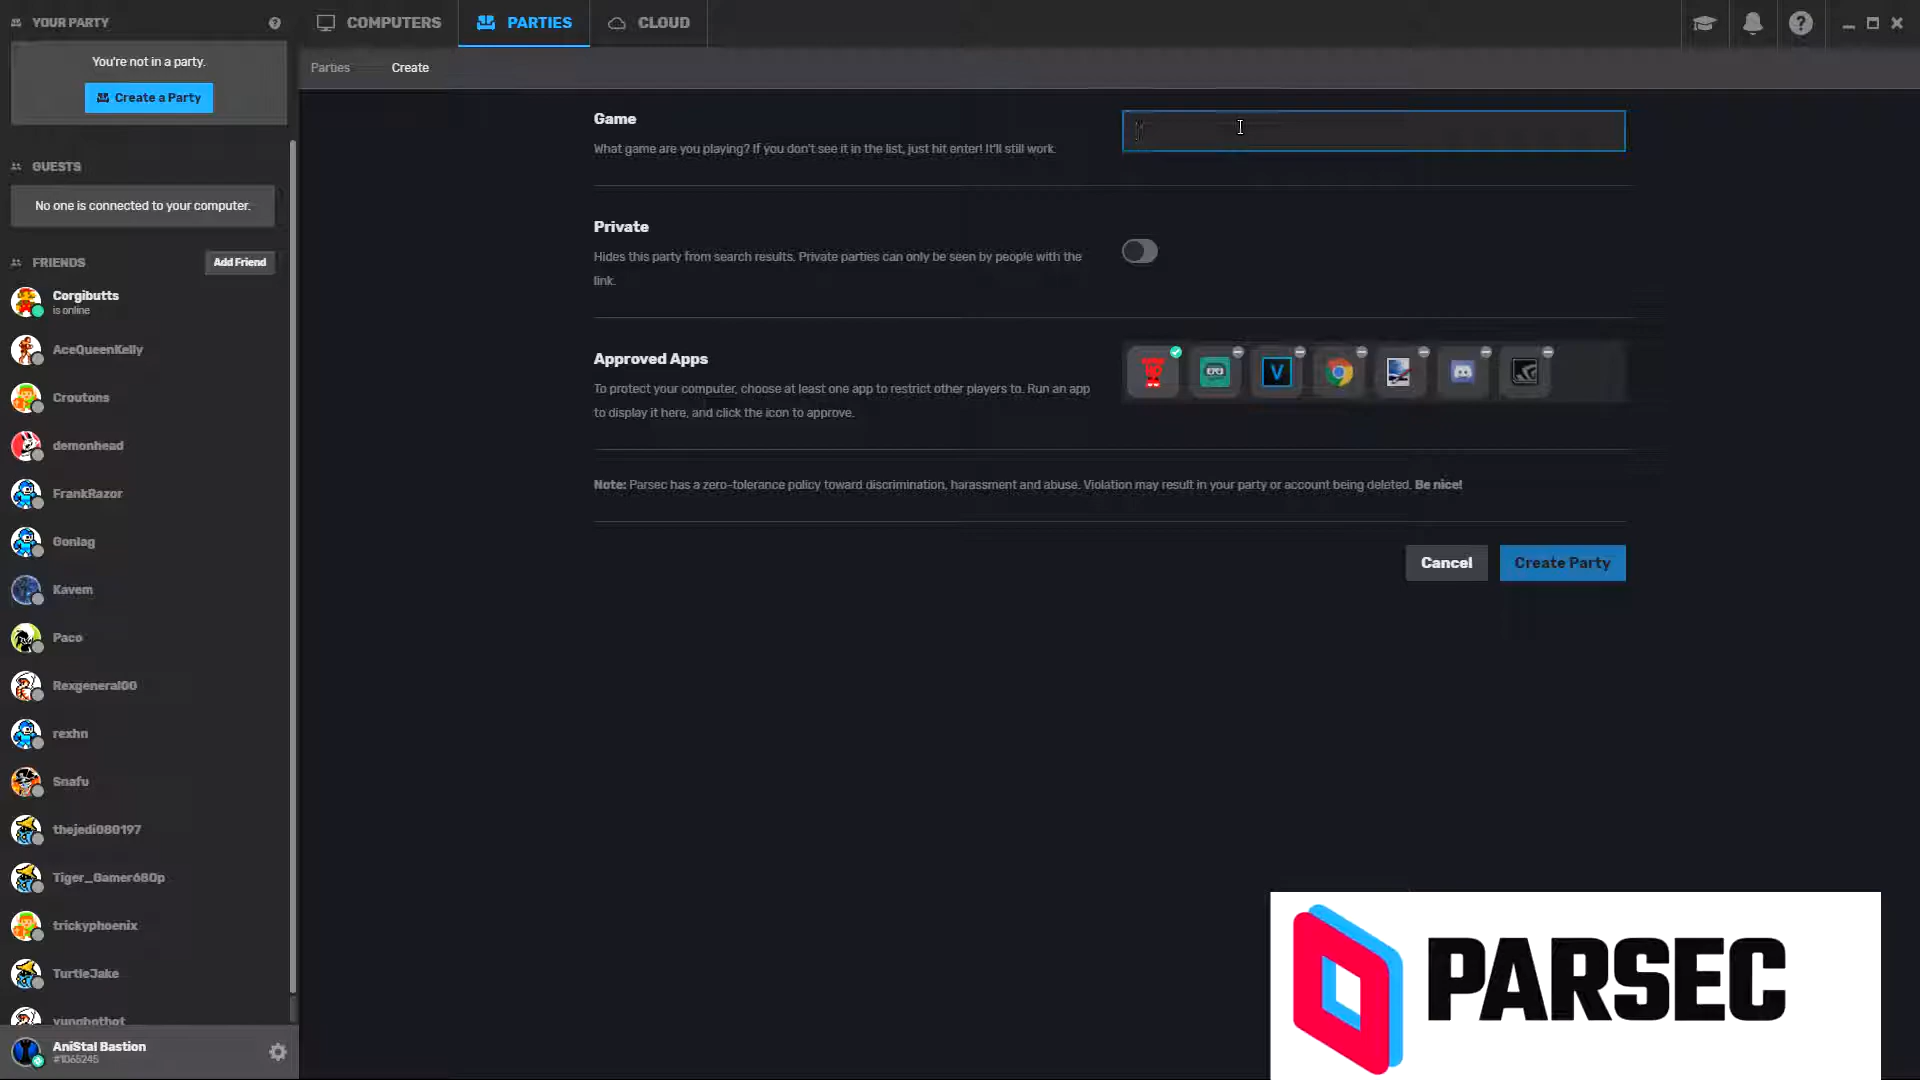 YOUR PARTY
You're not in a party.
Create a Party
GUESTS
No one is connected to your computer.
FRIENDS
Add Friend
Corgibutts
is online
AceQueenKelly
Croutons
demonhead
FrankRazor
Gonlag
Kavem
Paco
Rexgeneral00
rexhn
Snafu
thejedi080197
Tiger_Gamer680p
trickyphoenix
TurtleJake
yunghothot
AniStal Bastion
#1065245
COMPUTERS
PARTIES
CLOUD
Parties
Create
Game
What game are you playing? If you don't see it in the list, just hit enter! It'll still work.
Private
Hides this party from search results. Private parties can only be seen by people with the
link.
Approved Apps
To protect your computer, choose at least one app to restrict other players to. Run an app
to display it here, and click the icon to approve.
V
Note: Parsec has a zero-tolerance policy toward discrimination, harassment and abuse. Violation may result in your party or account being deleted. Be nice!
Cancel
Create Party
PARSEC